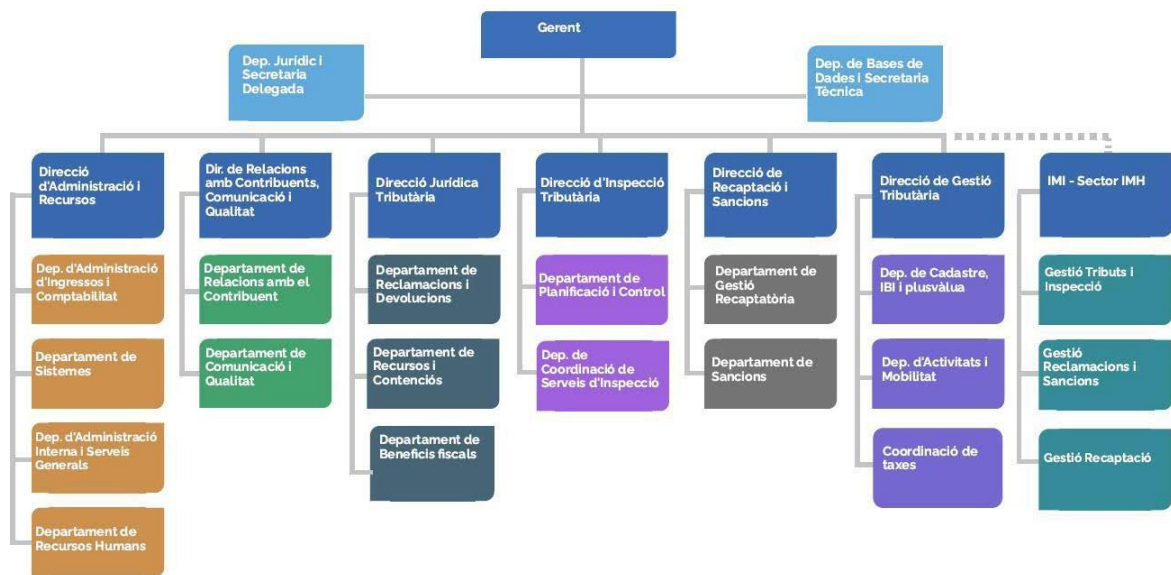 Gerent
Dep. Jurídic i
Secretaria
Delegada
Dep. de Bases de
Dades i Secretaria
Tècnica
Direcció
d'Administració i
Recursos
Dir. de Relacions
amb Contribuents,
Comunicació i
Qualitat
Direcció Jurídica
Tributària
Direcció d'Inspecció
Tributària
Direcció de
Recaptació i
Sancions
Direcció de Gestió
Tributària
IMI - Sector IMH
Dep. d'Administració
d'Ingressos i
Comptabilitat
Departament de
Relacions amb el
Contribuent
Departament de
Reclamacions i
Devolucions
Departament de
Planificació i Control
Departament de
Gestió
Recaptatòria
Dep. de Cadastre,
IBI i plusvàlua
Gestió Tributs i
Inspecció
Departament de
Sistemes
Departament de
Comunicació i
Qualitat
Departament de
Recursos i
Contenciós
Dep. de
Coordinació de
Serveis d'Inspecció
Departament de
Sancions
Dep. d'Activitats i
Mobilitat
Gestió
Reclamacions i
Sancions
Dep. d'Administració
Interna i Serveis
Generals
Departament de
Beneficis fiscals
Coordinació de
taxes
Gestió Recaptació
Departament de
Recursos Humans